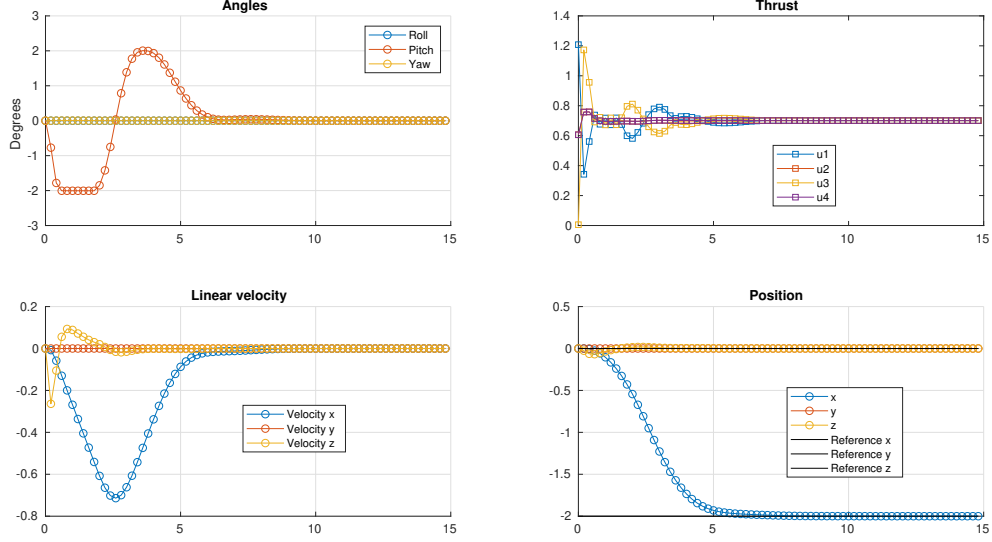 Angles
3
2
1
0
-1
-2
-3
Degrees
0
5
10
15
Roll
Pitch
Yaw
Thrust
1.4
1.2
1
0.8
0.6
0.4
0.2
0
0
5
10
15
u1
u2
u3
u4
Linear velocity
0.2
0
-0.2
-0.4
-0.6
-0.8
0
5
10
15
Velocity x
Velocity y
Velocity z
Position
0.5
0
-0.5
-1
-1.5
-2
0
5
10
15
x
y
z
Reference x
Reference y
Reference z